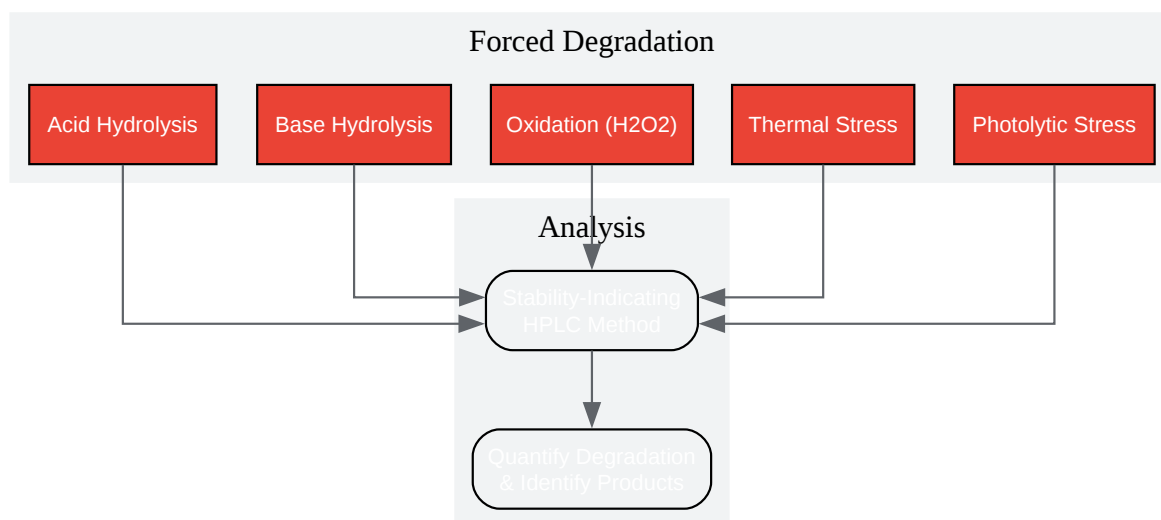 Forced Degradation
Acid Hydrolysis
Base Hydrolysis
Oxidation (H2O2)
Thermal Stress
Photolytic Stress
Analysis
Stability-Indicating
HPLC Method
Quantify Degradation
& Identify Products